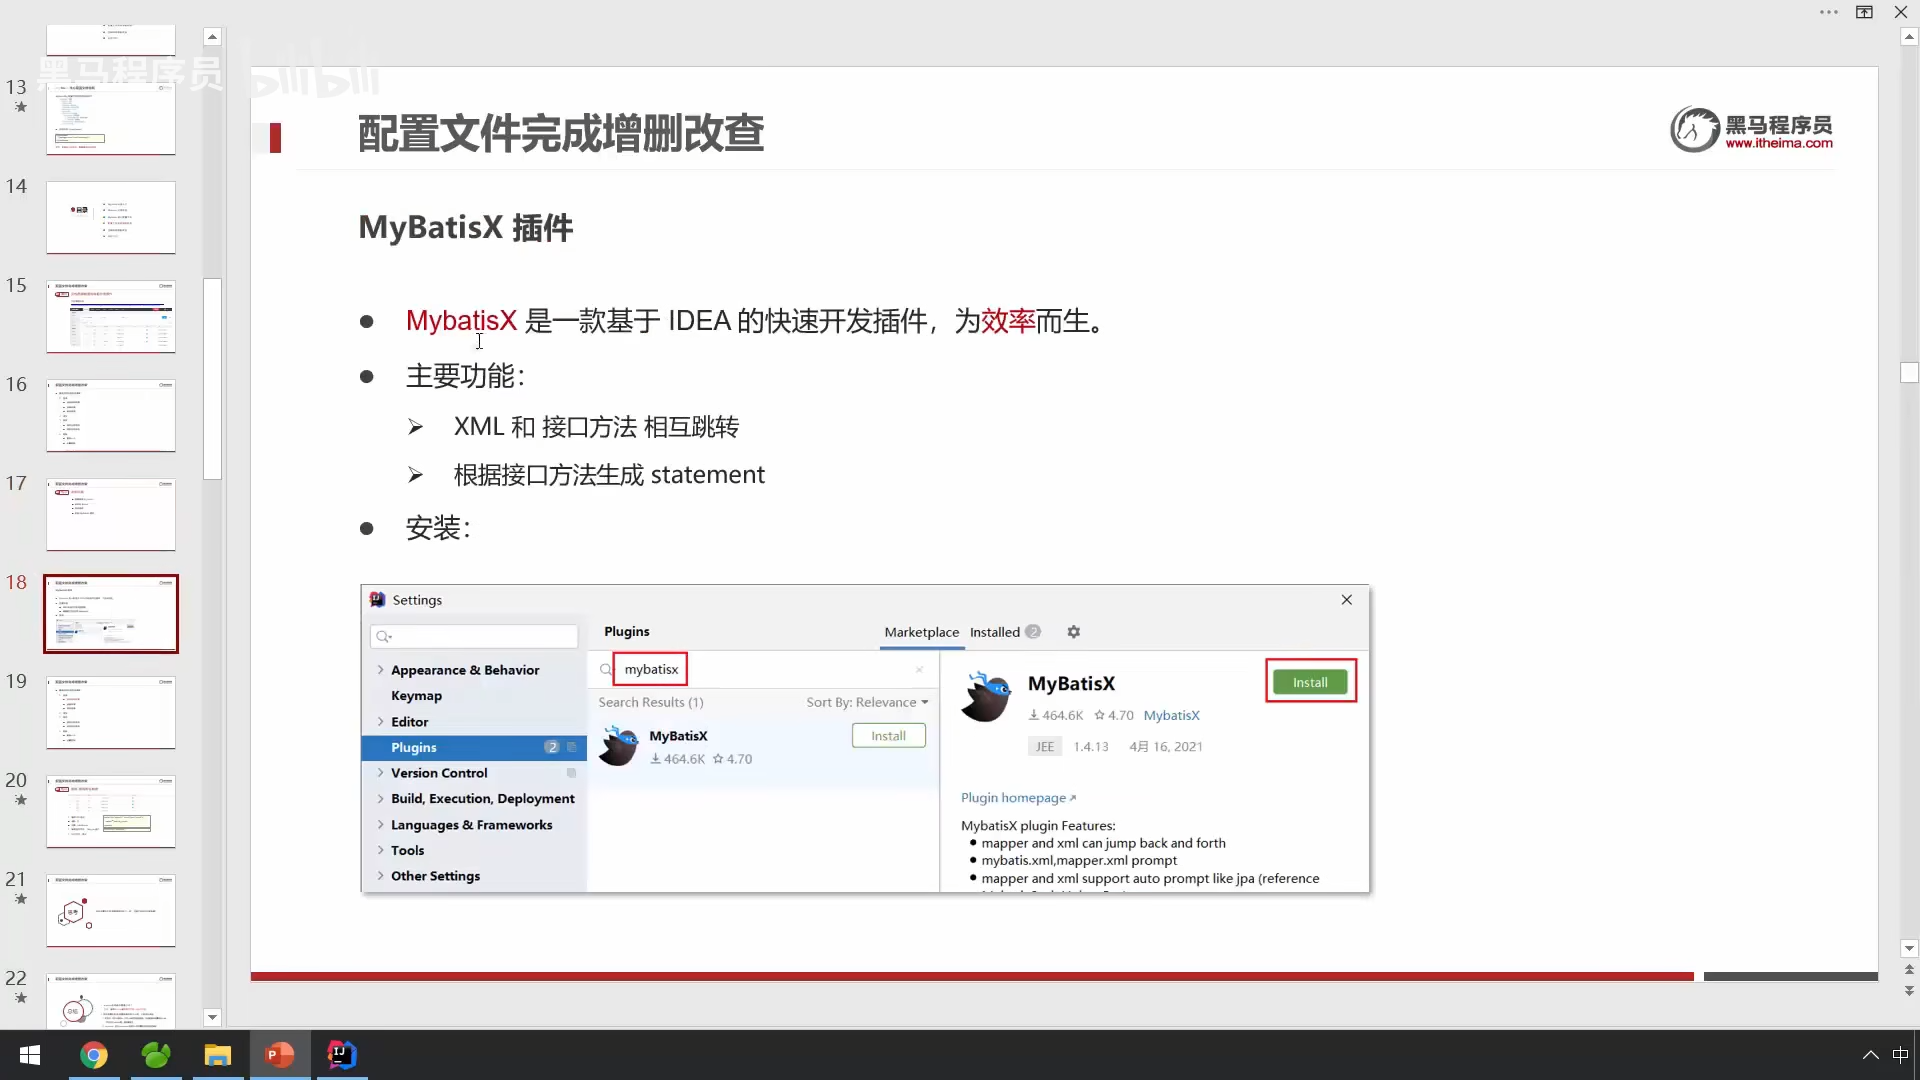 黑马程序员 bilibili
13
14
目录
15
16
17
18
19
20
21
思考
22
总结
配置文件完成增删改查
黑马程序员
www.itheima.com
MyBatisX 插件
● MybatisX 是一款基于 IDEA 的快速开发插件，为效率而生。
● 主要功能：
➢ XML 和 接口方法 相互跳转
➢ 根据接口方法生成 statement
● 安装：
Settings
Plugins
Marketplace Installed 2
Appearance & Behavior
Keymap
Editor
Plugins 2
Version Control
Build, Execution, Deployment
Languages & Frameworks
Tools
Other Settings
mybatisx
Search Results (1) Sort By: Relevance
MyBatisX
464.6K 4.70
Install
MyBatisX
464.6K 4.70 MybatisX
JEE 1.4.13 4月 16, 2021
Install
Plugin homepage
MybatisX plugin Features:
● mapper and xml can jump back and forth
● mybatis.xml,mapper.xml prompt
● mapper and xml support auto prompt like jpa (reference
中